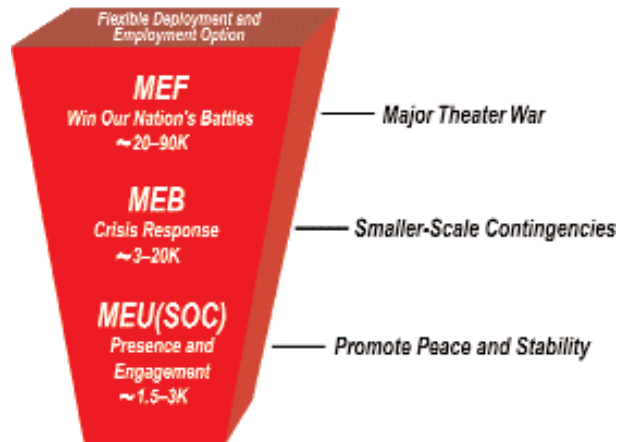 Flexible Deployment and
Employment Option
MEF
Win Our Nation's Battles
~20–90K
Major Theater War
MEB
Crisis Response
~3–20K
Smaller-Scale Contingencies
MEU(SOC)
Presence and
Engagement
~1.5–3K
Promote Peace and Stability